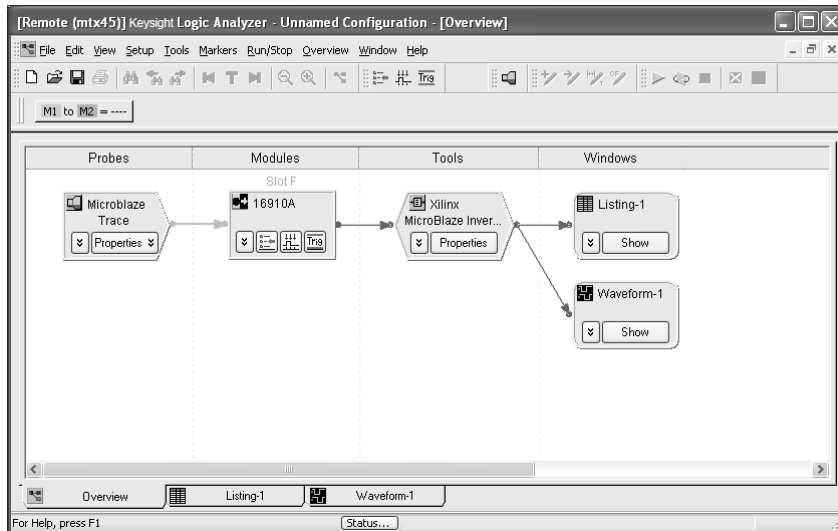 [Remote (mtx45)] Keysight Logic Analyzer - Unnamed Configuration - [Overview]
File Edit View Setup Tools Markers Run/Stop Overview Window Help
T Trig
M1 to M2 = ----
Probes Modules Tools Windows
Slot F
Microblaze Trace
Properties
16910A
Trig
Xilinx
MicroBlaze Inver...
Properties
Listing-1
Show
Waveform-1
Show
Overview Listing-1 Waveform-1
For Help, press F1 Status...